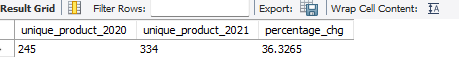 Result Grid Filter Rows: Export: Wrap Cell Content:
unique_product_2020 unique_product_2021 percentage_chg
245 334 36.3265